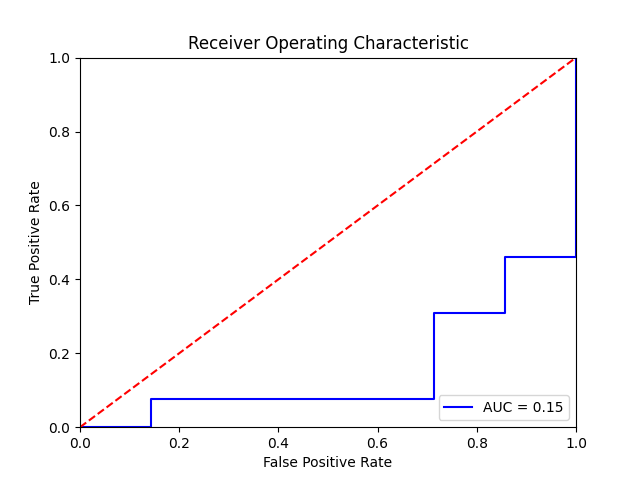 Receiver Operating Characteristic
True Positive Rate
1.0
0.8
0.6
0.4
0.2
0.0
AUC = 0.15
0.0 0.2 0.4 0.6 0.8 1.0
False Positive Rate